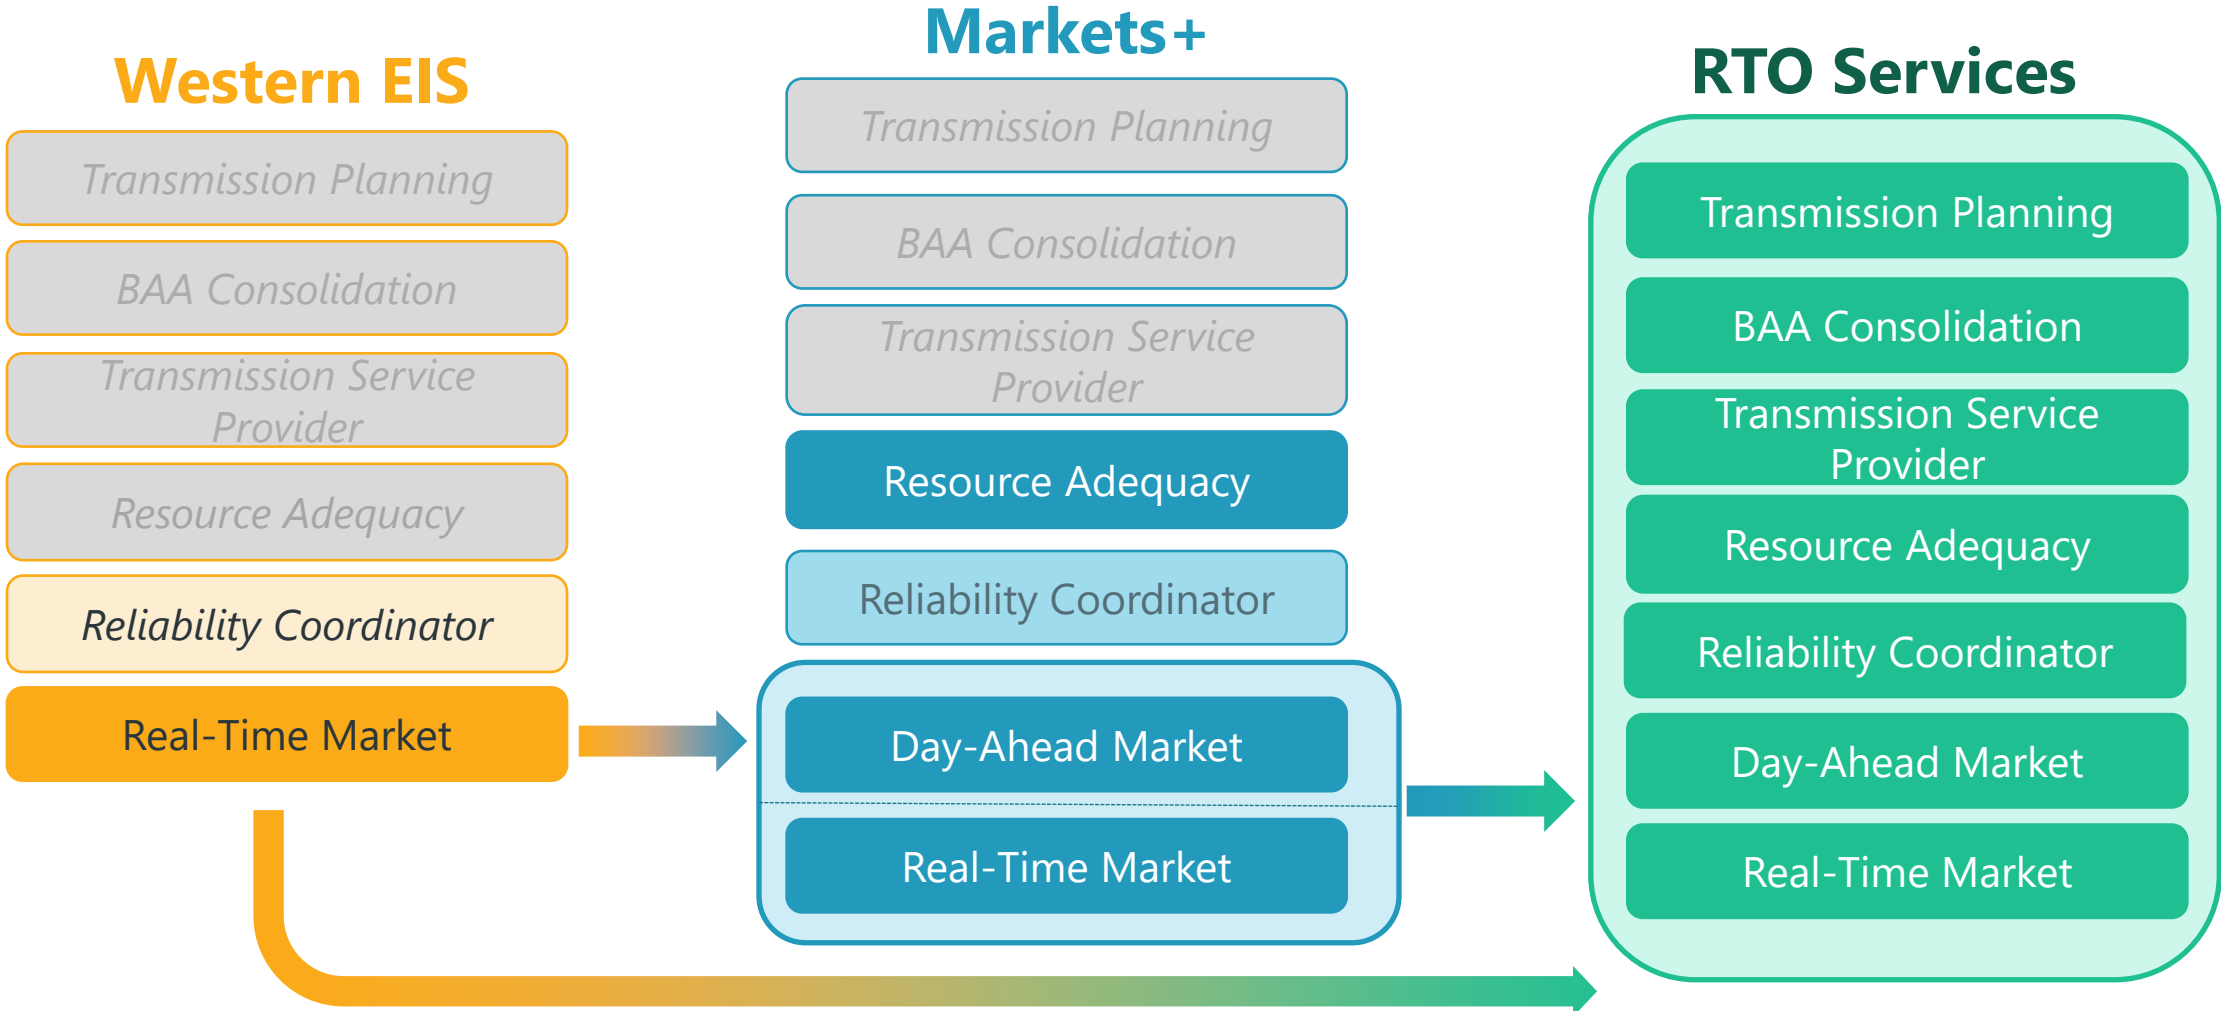 Western EIS
Transmission Planning
BAA Consolidation
Transmission Service
Provider
Resource Adequacy
Reliability Coordinator
Real-Time Market
Markets+
Transmission Planning
BAA Consolidation
Transmission Service
Provider
Resource Adequacy
Reliability Coordinator
Day-Ahead Market
Real-Time Market
RTO Services
Transmission Planning
BAA Consolidation
Transmission Service
Provider
Resource Adequacy
Reliability Coordinator
Day-Ahead Market
Real-Time Market